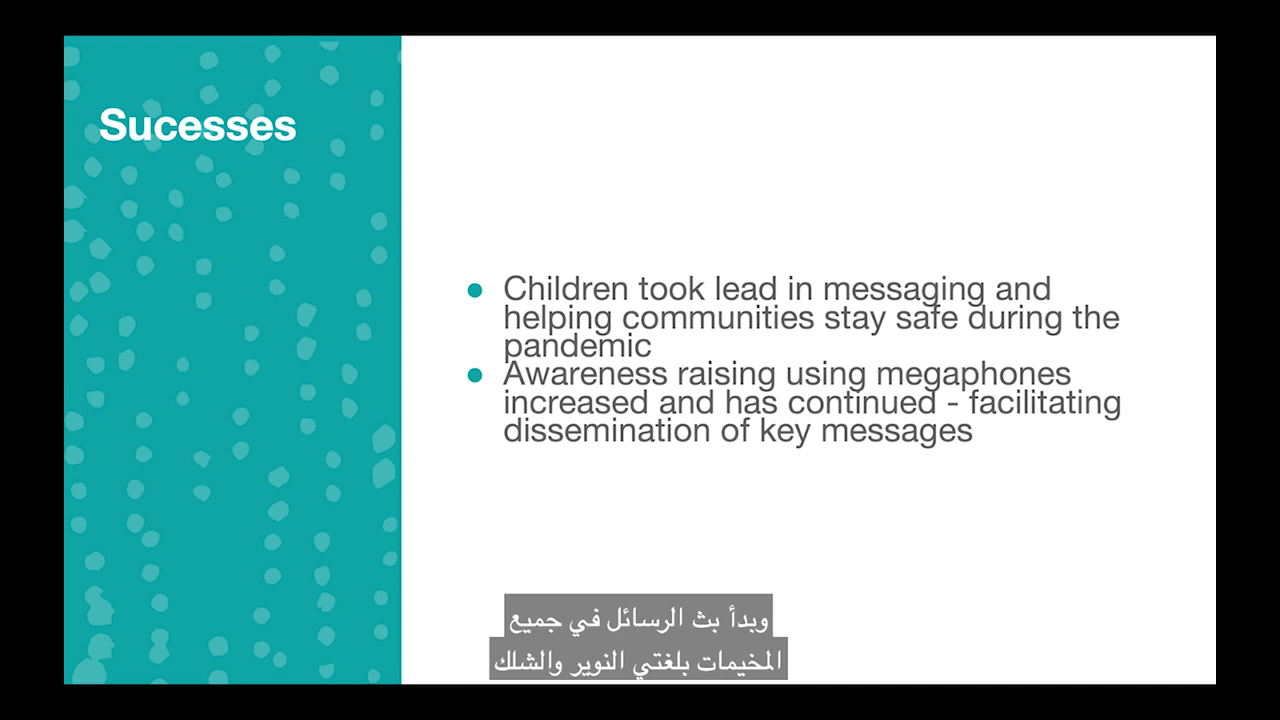 Sucesses
● Children took lead in messaging and
helping communities stay safe during the
pandemic
● Awareness raising using megaphones
increased and has continued - facilitating
dissemination of key messages
وبدأ بث الرسائل في جميع
المخيمات بلغتي النوير والشلك